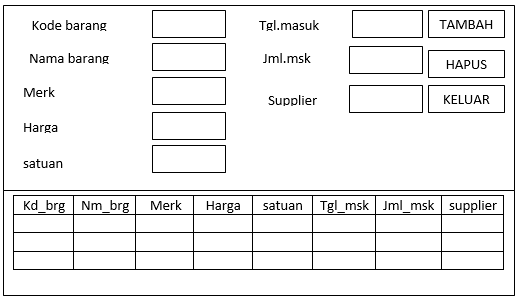 Kode barang Tgl.masuk TAMBAH
Nama barang Jml.msk HAPUS
Merk Supplier KELUAR
Harga
satuan
Kd_brg Nm_brg Merk Harga satuan Tgl_msk Jml_msk supplier